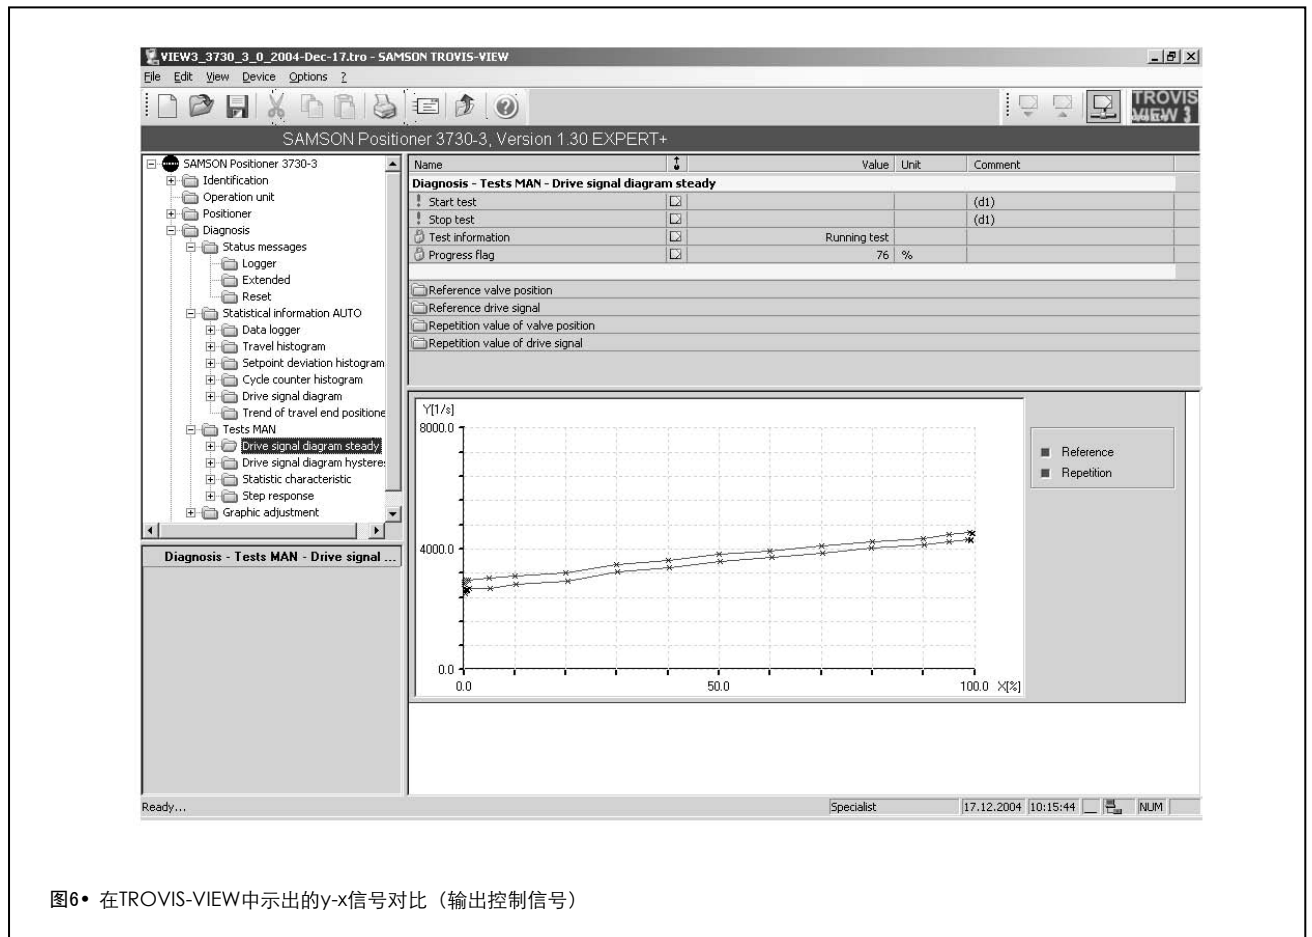 VIEW3_3730_3_0_2004-Dec-17.tro - SAMSON TROVIS-VIEW
File Edit View Device Options ?
TROVIS
VIEW 3
SAMSON Positioner 3730-3, Version 1.30 EXPERT+
SAMSON Positioner 3730-3
Identification
Operation unit
Positioner
Diagnosis
Status messages
Logger
Extended
Reset
Statistical information AUTO
Data logger
Travel histogram
Setpoint deviation histogram
Cycle counter histogram
Drive signal diagram
Trend of travel end positione
Tests MAN
Drive signal diagram steady
Drive signal diagram hystere
Statistic characteristic
Step response
Graphic adjustment
Diagnosis - Tests MAN - Drive signal ...
Name Value Unit Comment
Diagnosis - Tests MAN - Drive signal diagram steady
! Start test (d1)
! Stop test (d1)
Test information Running test
Progress flag 76 %
Reference valve position
Reference drive signal
Repetition value of valve position
Repetition value of drive signal
Y[1/s]
8000.0
4000.0
0.0
0.0 50.0 100.0 X[%]
Reference
Repetition
Ready... Specialist 17.12.2004 10:15:44 NUM
图6• 在TROVIS-VIEW中示出的y-x信号对比（输出控制信号）